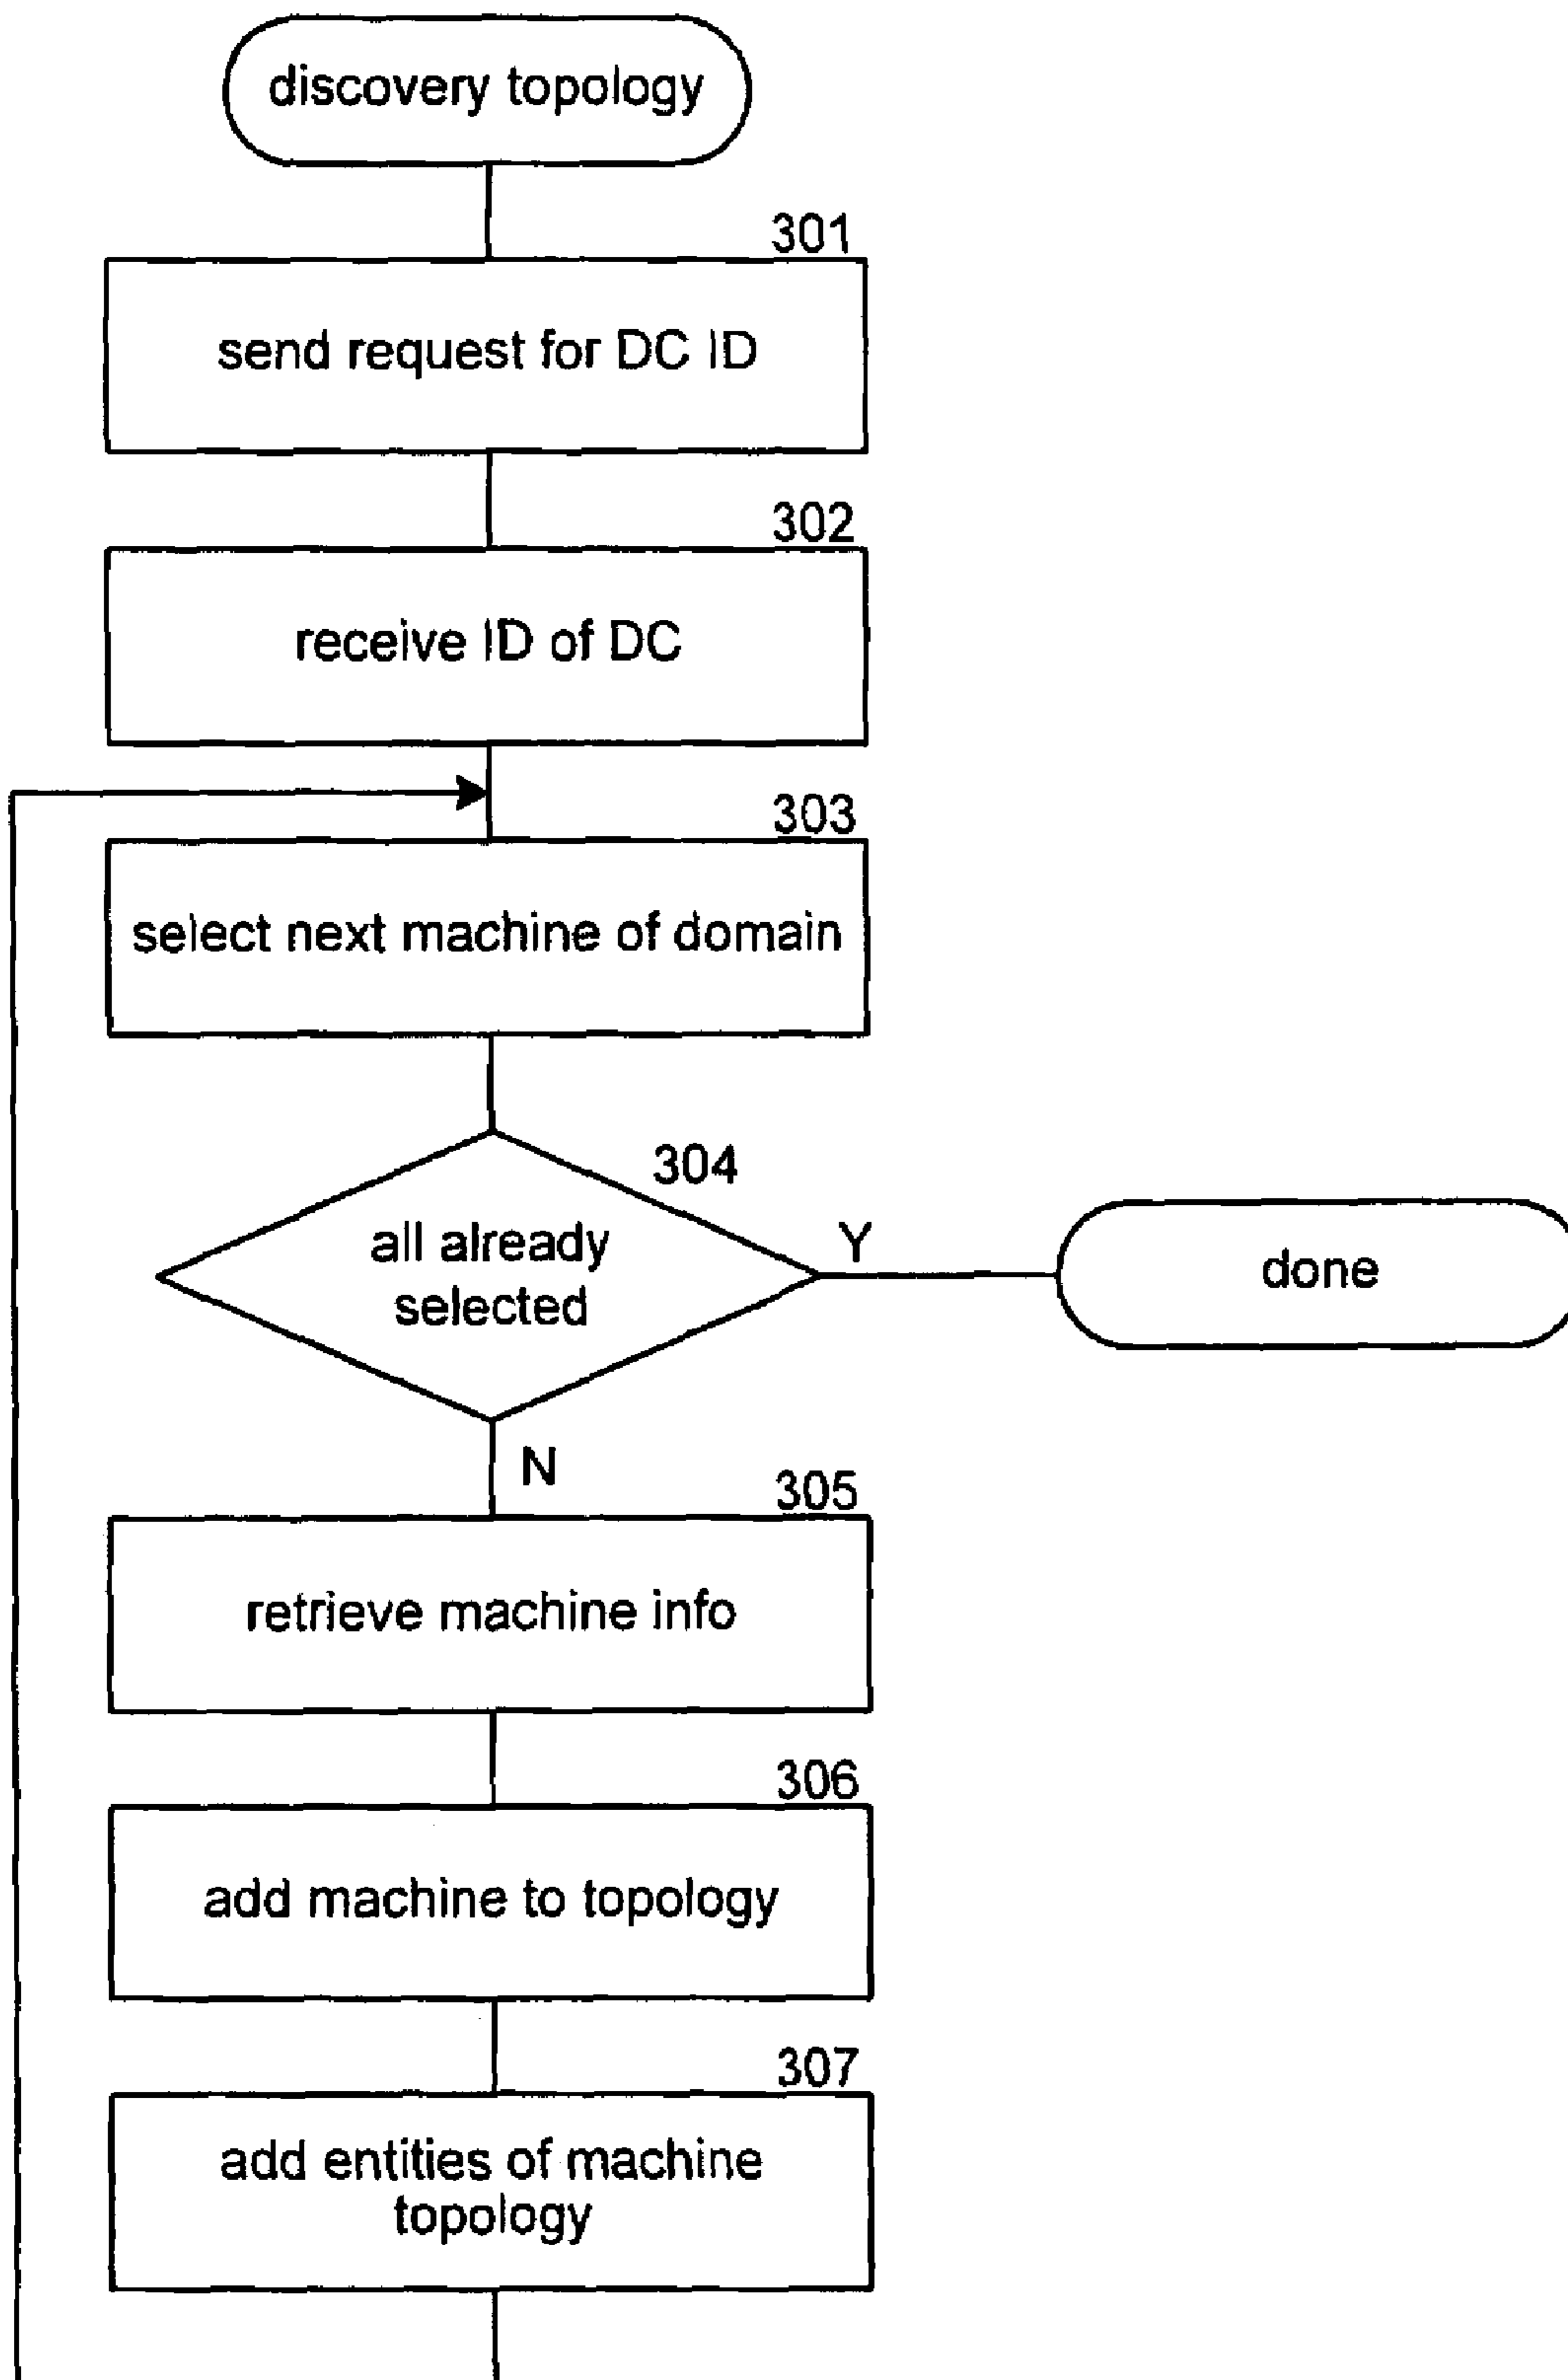 discovery topology
301
send request for DC ID
302
receive ID of DC
303
select next machine of domain
304
all already
selected
Y
done
N
305
retrieve machine info
306
add machine to topology
307
add entities of machine
topology